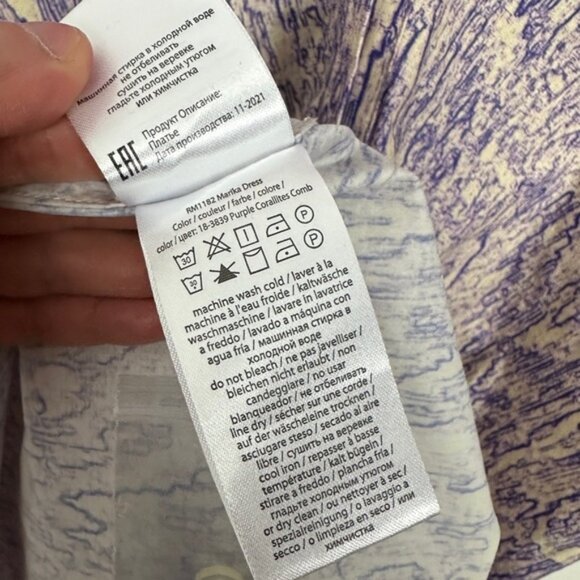 машинная стирка в холодной воде
не отбеливать
сушить на веревке
гладьте холодным утюгом
или химчистка
Продукт Описание:
Платье
Дата производства: 11-2021
EAC
RM1182 Marika Dress
Color / couleur / farbe / colore /
color / цвет: 18-3839 Purple Corallites Comb
30 P
30 P
machine wash cold / laver à la
machine à l'eau froide / kaltwäsche
waschmaschine / lavare in lavatrice
a freddo / lavado a máquina con
agua fría / машинная стирка в
холодной воде
do not bleach / ne pas javelliser /
bleichen nicht erlaubt / non
candeggiare / no usar
blanqueador / не отбеливать
line dry / sécher sur une corde /
auf der wäscheleine trocknen /
asciugare steso / secado al aire
libre / сушить на веревке
cool iron / repasser à basse
température / kalt bügeln /
stirare a freddo / plancha fría /
гладьте холодным утюгом
or dry clean / ou nettoyer à sec /
spezialreinigung / o lavaggio a
secco / o limpieza en seco / или
химчистка